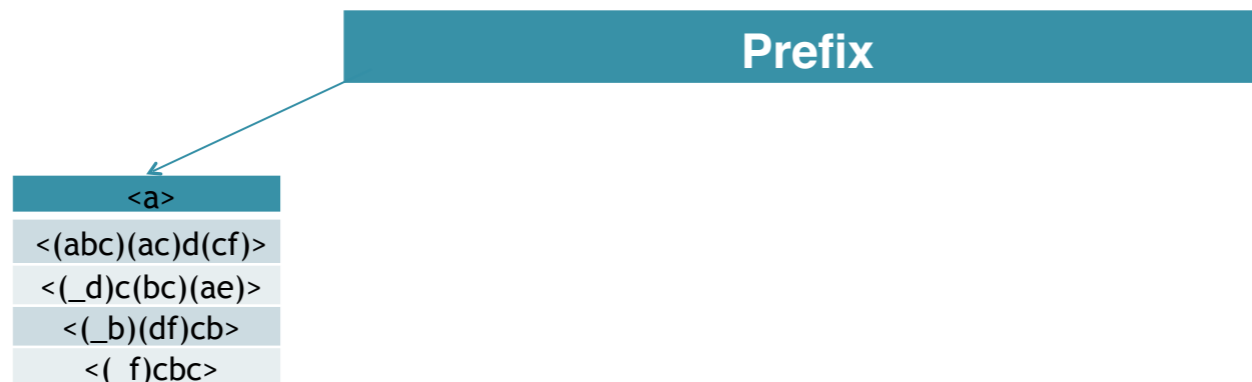 Prefix
<a>
<(abc)(ac)d(cf)>
<(_d)c(bc)(ae)>
<(_b)(df)cb>
<(_f)cbc>